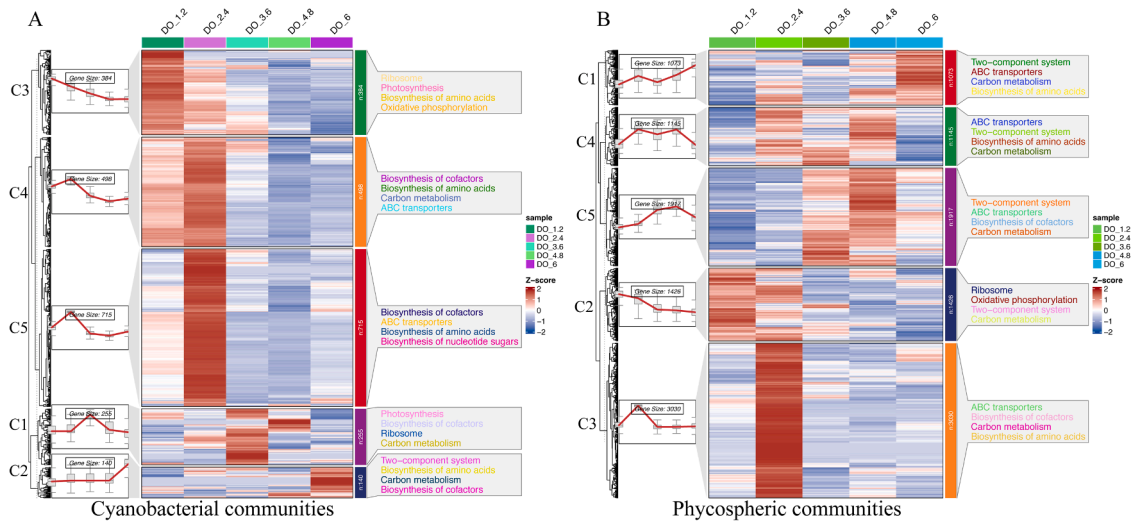 A
DO_1.2
DO_2.4
DO_3.6
DO_4.8
DO_6
C3
Gene Size: 384
n:384
Ribosome
Photosynthesis
Biosynthesis of amino acids
Oxidative phosphorylation
C4
Gene Size: 498
n:498
Biosynthesis of cofactors
Biosynthesis of amino acids
Carbon metabolism
ABC transporters
C5
Gene Size: 715
n:715
Biosynthesis of cofactors
ABC transporters
Biosynthesis of amino acids
Biosynthesis of nucleotide sugars
C1
Gene Size: 255
n:255
Photosynthesis
Biosynthesis of cofactors
Ribosome
Carbon metabolism
C2
Gene Size: 140
n:140
Two-component system
Biosynthesis of amino acids
Carbon metabolism
Biosynthesis of cofactors
sample
DO_1.2
DO_2.4
DO_3.6
DO_4.8
DO_6
Z-score
2
1
0
−1
−2
Cyanobacterial communities
B
DO_1.2
DO_2.4
DO_3.6
DO_4.8
DO_6
C1
Gene Size: 1073
n:1073
Two-component system
ABC transporters
Carbon metabolism
Biosynthesis of amino acids
C4
Gene Size: 1145
n:1145
ABC transporters
Two-component system
Biosynthesis of amino acids
Carbon metabolism
C5
Gene Size: 1917
n:1917
Two-component system
ABC transporters
Biosynthesis of cofactors
Carbon metabolism
C2
Gene Size: 1426
n:1426
Ribosome
Oxidative phosphorylation
Two-component system
Carbon metabolism
C3
Gene Size: 3030
n:3030
ABC transporters
Biosynthesis of cofactors
Carbon metabolism
Biosynthesis of amino acids
sample
DO_1.2
DO_2.4
DO_3.6
DO_4.8
DO_6
Z-score
2
1
0
−1
−2
Phycospheric communities